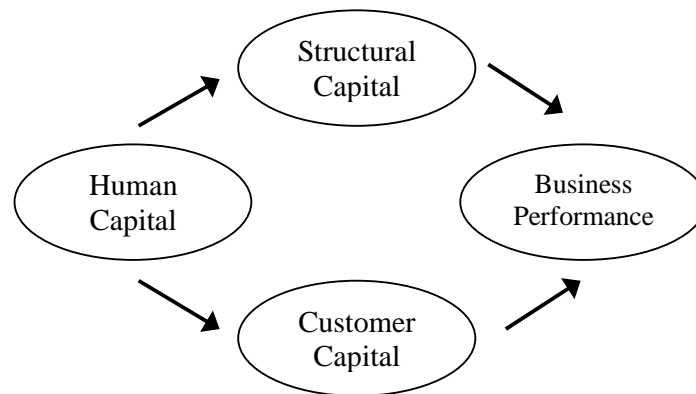 Structural
Capital
Human
Capital
Business
Performance
Customer
Capital